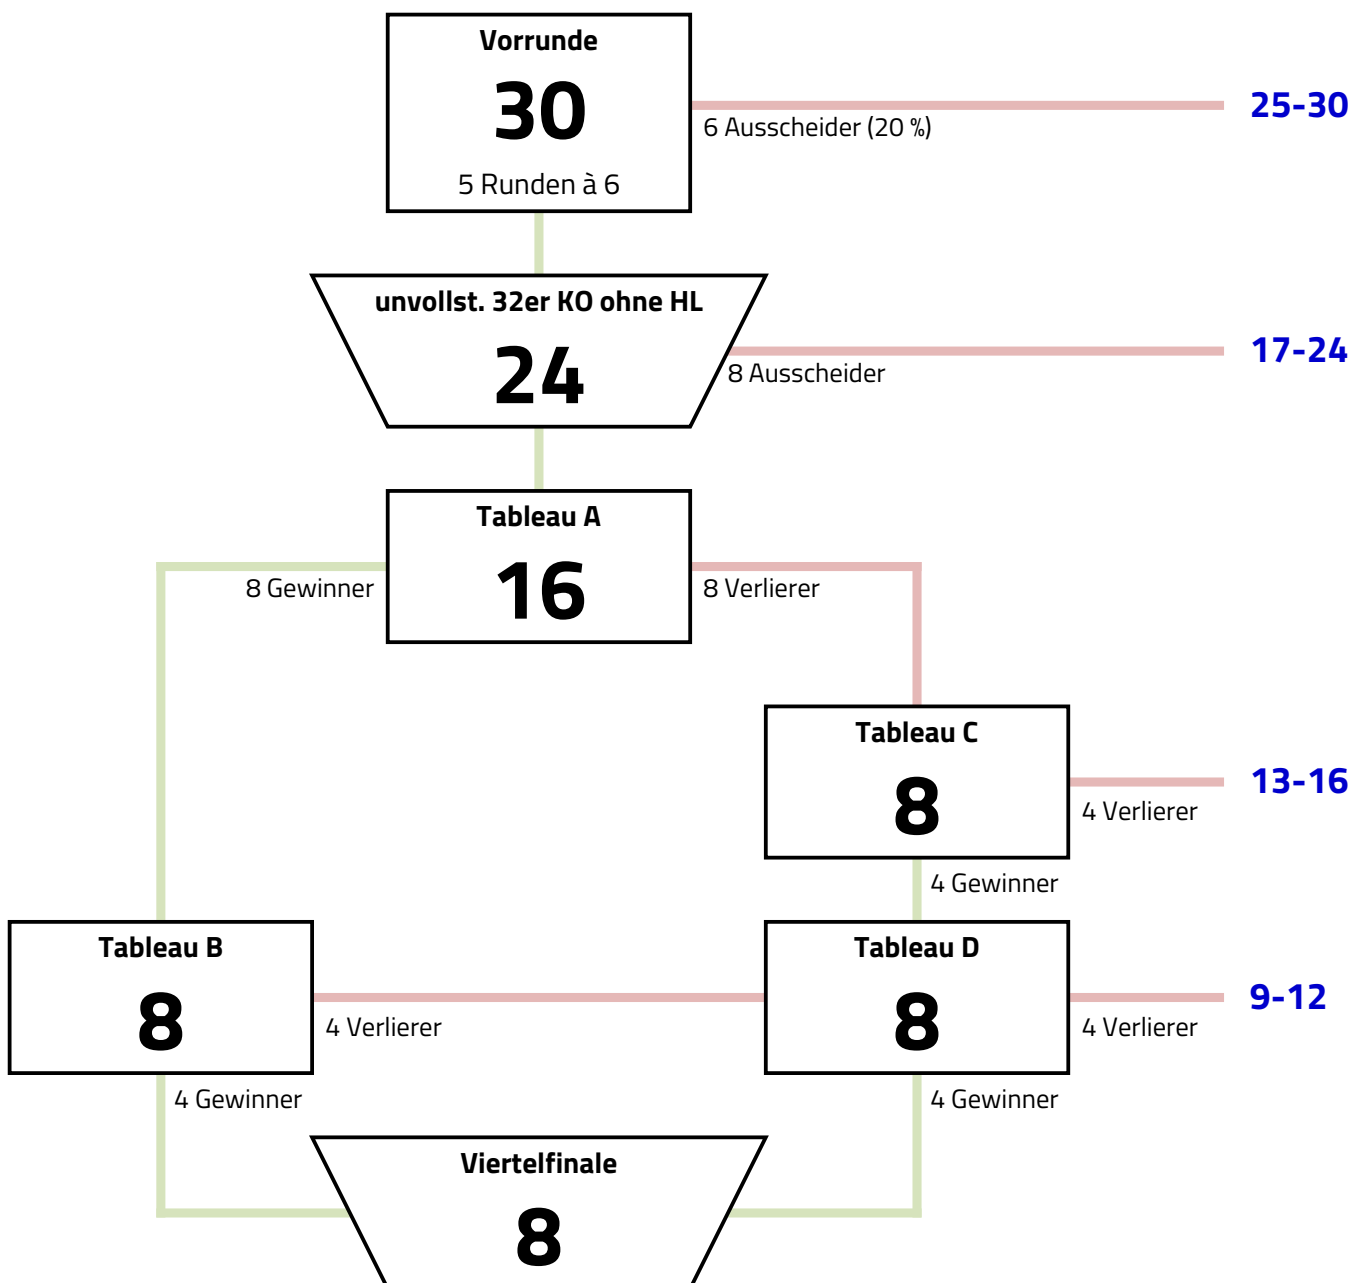 Vorrunde
30
5 Runden à 6
6 Ausscheider (20 %)
25-30
unvollst. 32er KO ohne HL
24
8 Ausscheider
17-24
Tableau A
16
8 Gewinner
8 Verlierer
Tableau C
8
4 Verlierer
13-16
4 Gewinner
Tableau B
8
4 Verlierer
4 Gewinner
Tableau D
8
4 Verlierer
9-12
4 Gewinner
Viertelfinale
8